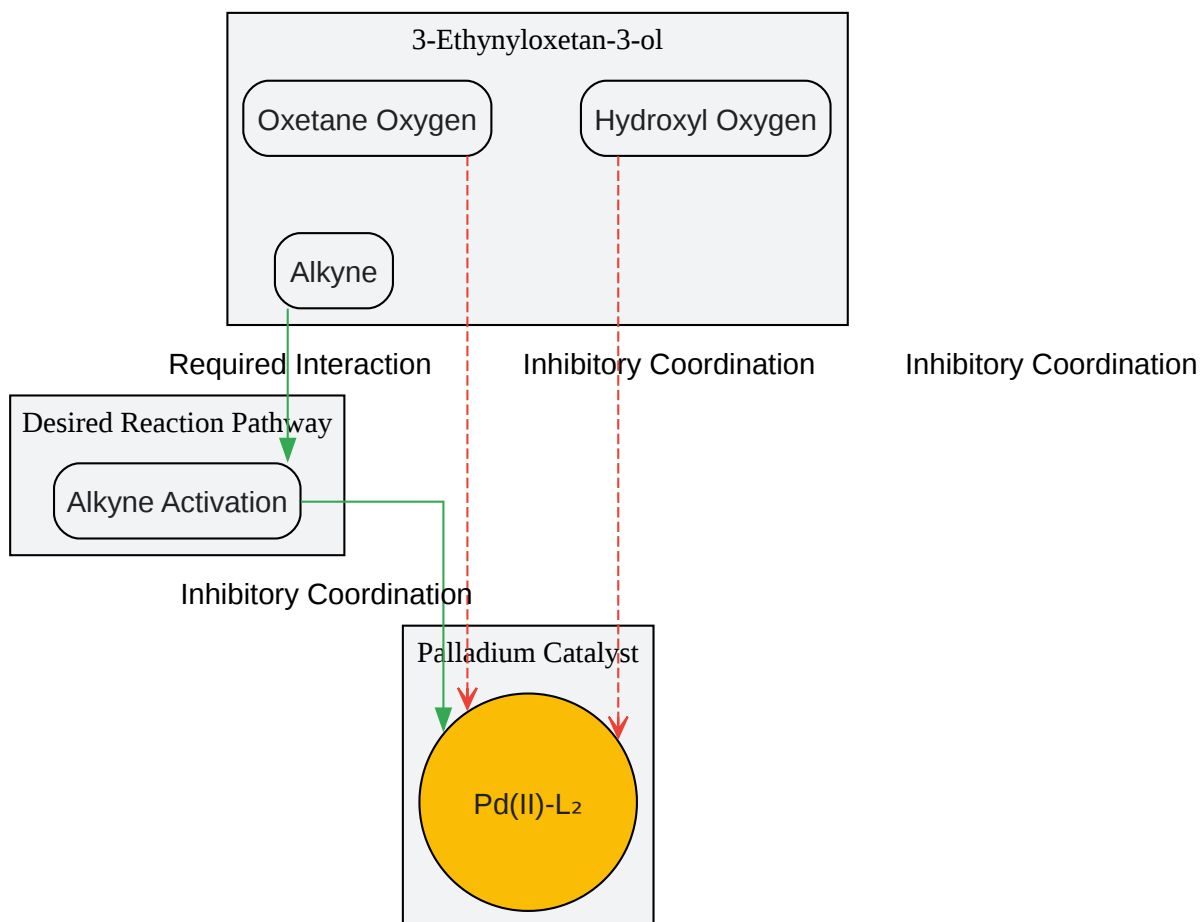 3-Ethynyloxetan-3-ol
Oxetane Oxygen
Hydroxyl Oxygen
Alkyne
Required Interaction
Inhibitory Coordination
Inhibitory Coordination
Desired Reaction Pathway
Alkyne Activation
Inhibitory Coordination
Palladium Catalyst
Pd(II)-L₂